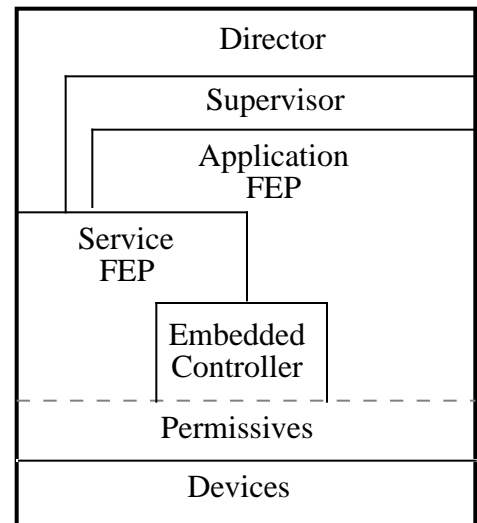 Director
Supervisor
Application
FEP
Service
FEP
Embedded
Controller
Permissives
Devices